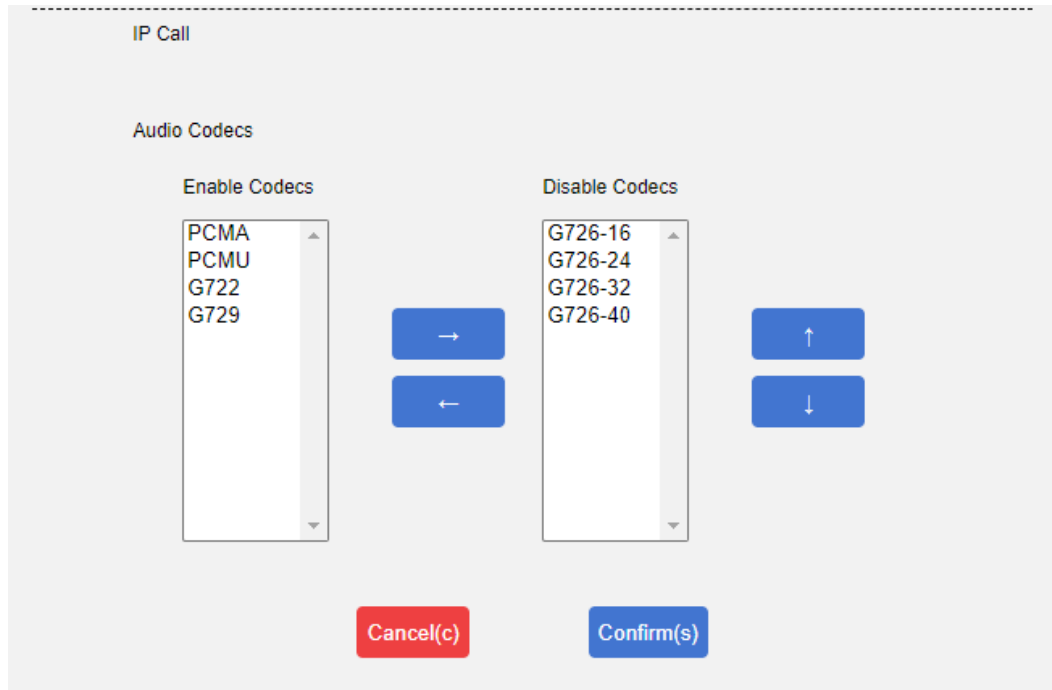 IP Call
Audio Codecs
Enable Codecs
Disable Codecs
PCMA
PCMU
G722
G729
→
←
G726-16
G726-24
G726-32
G726-40
↑
↓
Cancel(c)
Confirm(s)